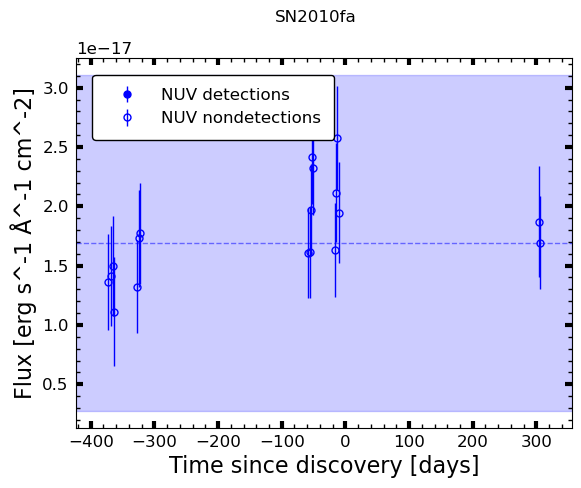 SN2010fa
1e−17
NUV detections
NUV nondetections
3.0
2.5
2.0
1.5
1.0
0.5
Flux [erg s^-1 Å^-1 cm^-2]
−400 −300 −200 −100 0 100 200 300
Time since discovery [days]